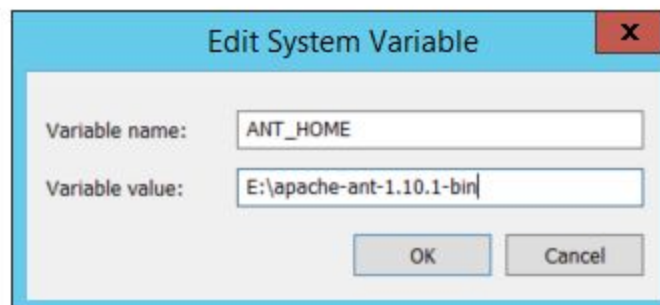 Edit System Variable
x
Variable name: ANT_HOME
Variable value: E:\apache-ant-1.10.1-bin
OK Cancel